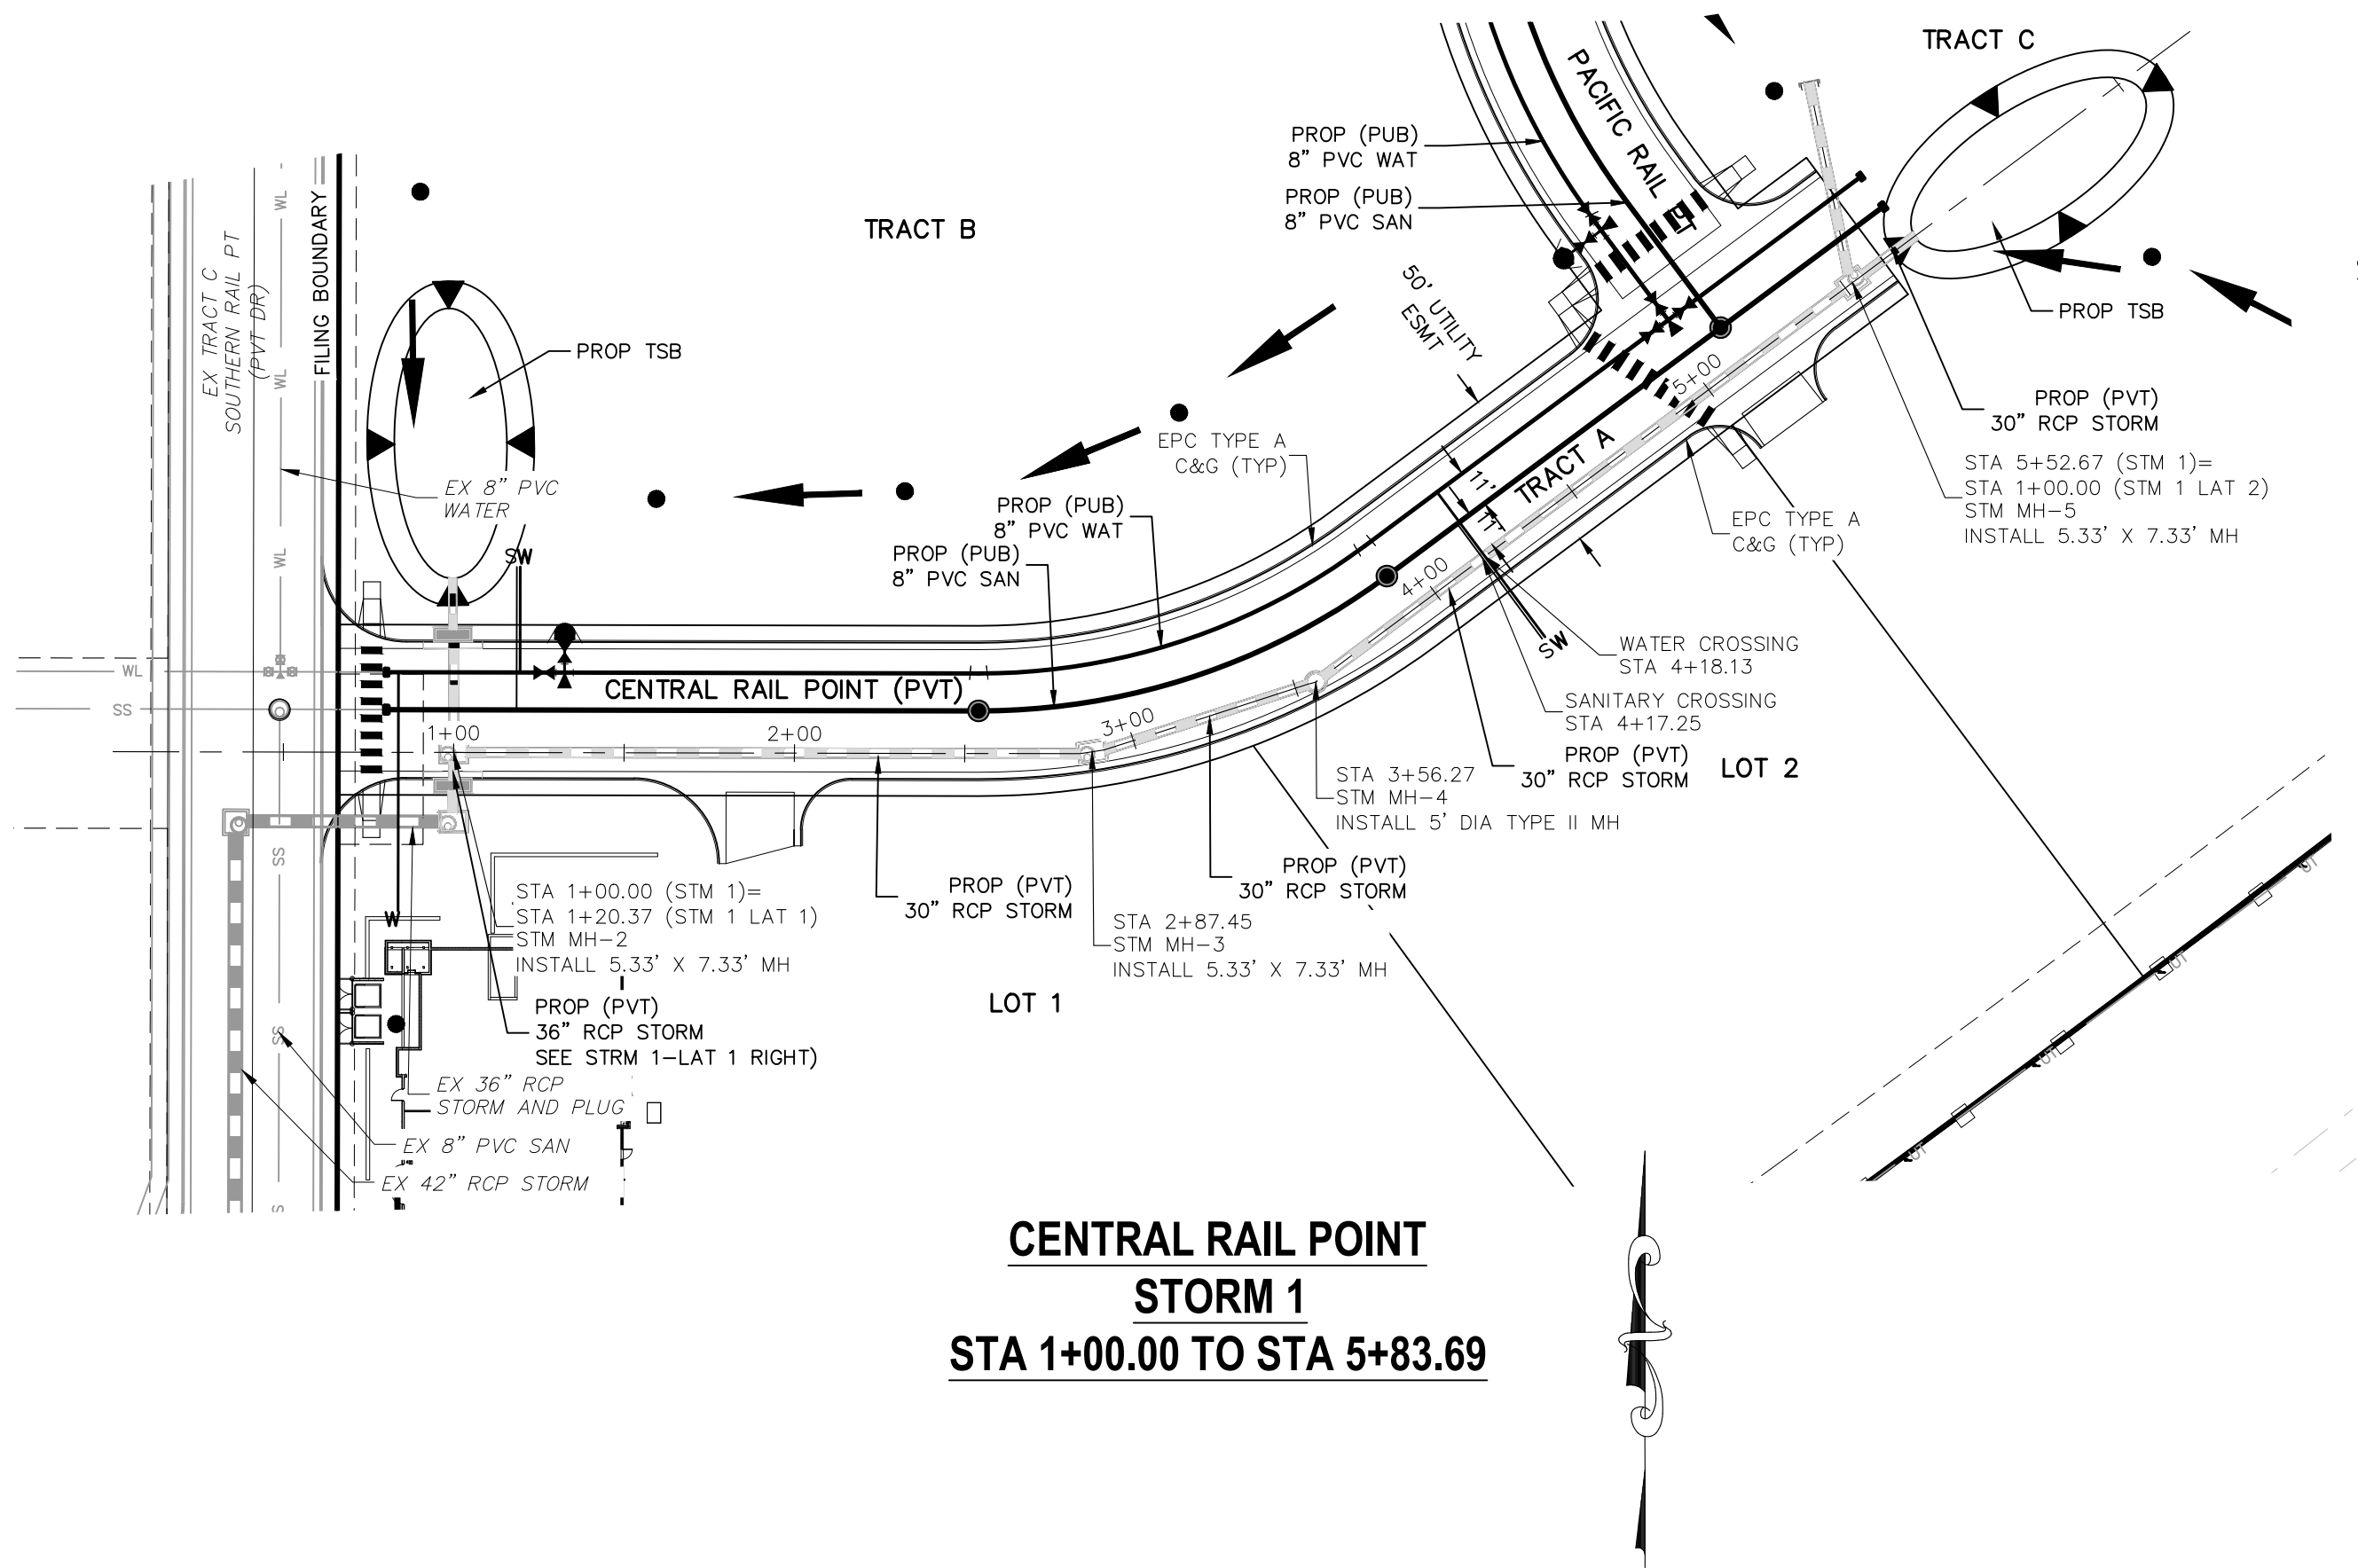 TRACT C
PACIFIC RAIL PT
PROP (PUB)
8" PVC WAT
PROP (PUB)
8" PVC SAN
TRACT B
50' UTILITY
ESMT
EX TRACT C
SOUTHERN RAIL PT
(PVT DR)
FILING BOUNDARY
WL
WL
WL
PROP TSB
PROP TSB
EX 8" PVC
WATER
EPC TYPE A
C&G (TYP)
PROP (PUB)
8" PVC WAT
PROP (PUB)
8" PVC SAN
SW
11'
11'
TRACT A
5+00
4+00
PROP (PVT)
30" RCP STORM
STA 5+52.67 (STM 1)=
STA 1+00.00 (STM 1 LAT 2)
STM MH-5
INSTALL 5.33' X 7.33' MH
EPC TYPE A
C&G (TYP)
WL
SS
CENTRAL RAIL POINT (PVT)
1+00
2+00
3+00
SW
WATER CROSSING
STA 4+18.13
SANITARY CROSSING
STA 4+17.25
PROP (PVT)
30" RCP STORM
LOT 2
STA 3+56.27
STM MH-4
INSTALL 5' DIA TYPE II MH
PROP (PVT)
30" RCP STORM
PROP (PVT)
30" RCP STORM
STA 2+87.45
STM MH-3
INSTALL 5.33' X 7.33' MH
STA 1+00.00 (STM 1)=
STA 1+20.37 (STM 1 LAT 1)
STM MH-2
INSTALL 5.33' X 7.33' MH
PROP (PVT)
36" RCP STORM
SEE STRM 1-LAT 1 RIGHT)
LOT 1
W
SS
SS
EX 36" RCP
STORM AND PLUG
EX 8" PVC SAN
EX 42" RCP STORM
UT
UT
UT
UT
CENTRAL RAIL POINT
STORM 1
STA 1+00.00 TO STA 5+83.69